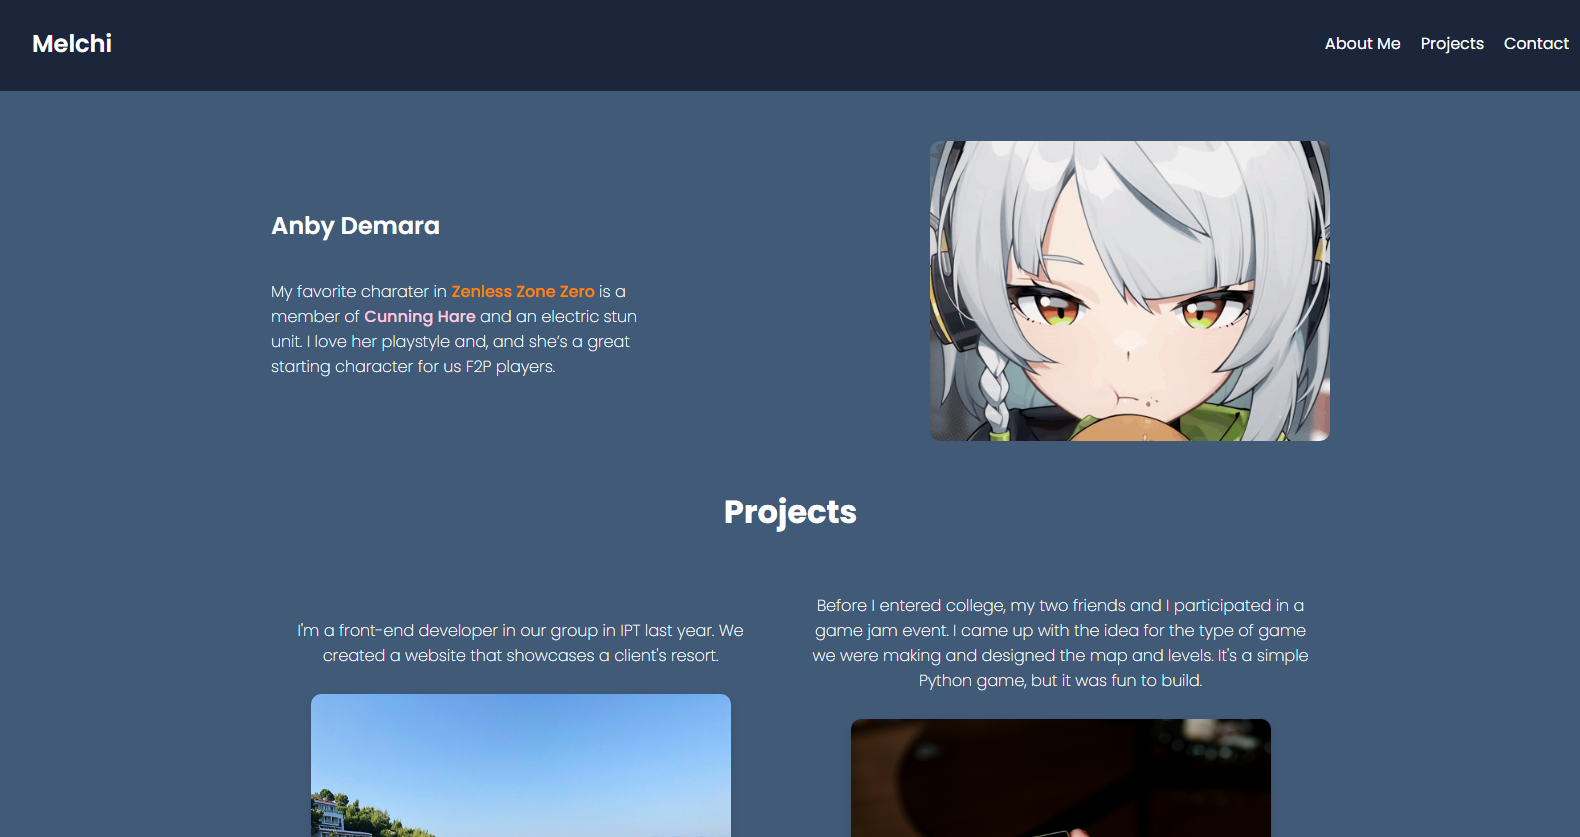 Melchi
About Me Projects Contact
Anby Demara
My favorite charater in Zenless Zone Zero is a
member of Cunning Hare and an electric stun
unit. I love her playstyle and, and she’s a great
starting character for us F2P players.
Projects
I'm a front-end developer in our group in IPT last year. We
created a website that showcases a client's resort.
Before I entered college, my two friends and I participated in a
game jam event. I came up with the idea for the type of game
we were making and designed the map and levels. It's a simple
Python game, but it was fun to build.